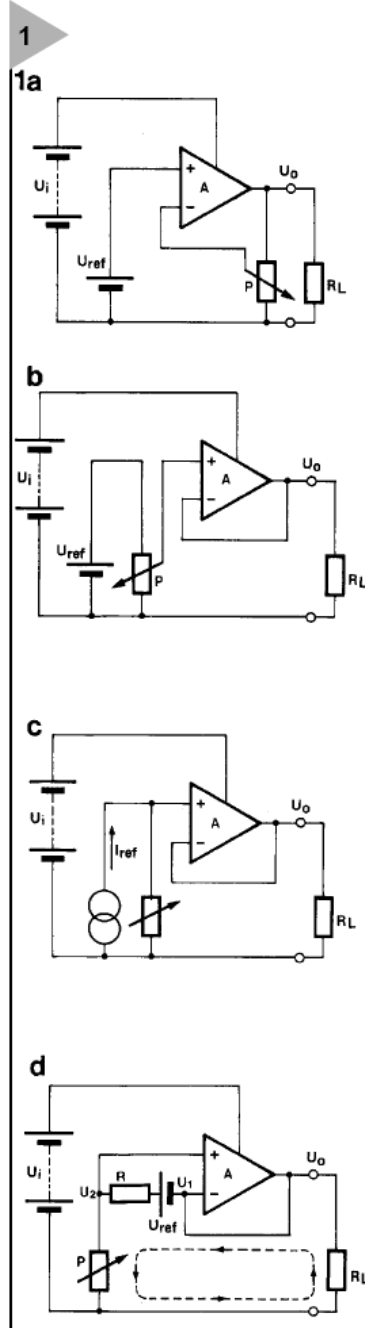 1
1a
Uo
+
A
−
Ui
Uref
P
RL
b
Uo
+
A
−
Ui
Uref
P
RL
c
+
A
−
Uo
Ui
Iref
RL
d
+
A
−
Uo
Ui
R
U1
U2
Uref
P
RL